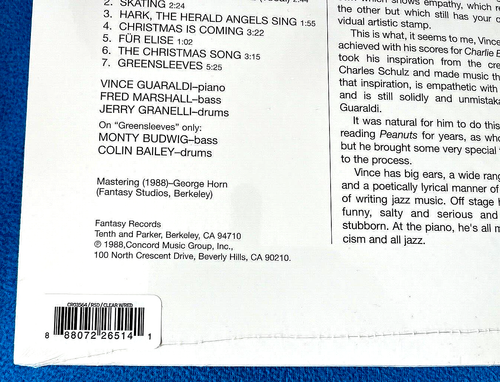 2. SKATING 2:24
3. HARK, THE HERALD ANGELS SING 1:55
4. CHRISTMAS IS COMING 3:22
5. FÜR ELISE 1:02
6. THE CHRISTMAS SONG 3:15
7. GREENSLEEVES 5:25
VINCE GUARALDI–piano
FRED MARSHALL–bass
JERRY GRANELLI–drums
On "Greensleeves" only:
MONTY BUDWIG–bass
COLIN BAILEY–drums
Mastering (1988)–George Horn
(Fantasy Studios, Berkeley)
Fantasy Records
Tenth and Parker, Berkeley, CA 94710
℗ 1988,Concord Music Group, Inc.,
100 North Crescent Drive, Beverly Hills, CA 90210.
shows empathy, which
the other but which still has your
vidual artistic stamp.
This is what, it seems to me, Vince
achieved with his scores for Charlie
took his inspiration from the
Charles Schulz and made music
that inspiration, is empathetic with
and is still solidly and
Guaraldi.
It was natural for him to do this
reading Peanuts for years, as
but he brought some very special
to the process.
Vince has big ears, a wide
and a poetically lyrical manner of
of writing jazz music. Off stage
funny, salty and serious and
stubborn. At the piano, he's all
cism and all jazz.
CR03564 / RSD / CLEAR W/RED
8 88072 26514 1